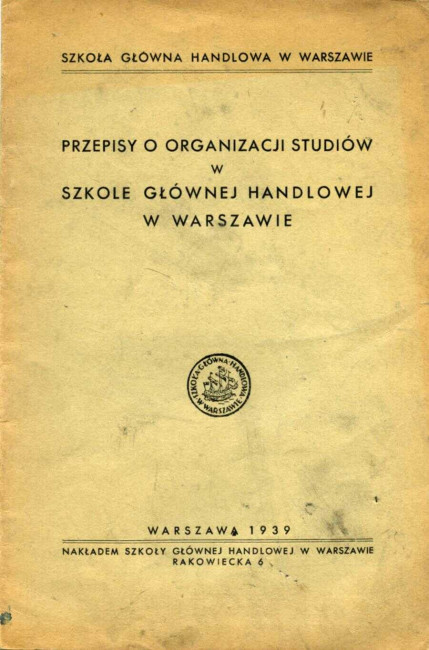 SZKOŁA GŁÓWNA HANDLOWA W WARSZAWIE
PRZEPISY O ORGANIZACJI STUDIÓW
W
SZKOLE GŁÓWNEJ HANDLOWEJ
W WARSZAWIE
SZKOŁA · GŁÓWNA · HANDLOWA
W WARSZAWIE
WARSZAWA 1939
NAKŁADEM SZKOŁY GŁÓWNEJ HANDLOWEJ W WARSZAWIE
RAKOWIECKA 6